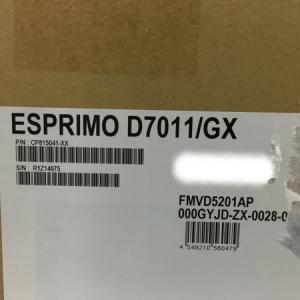 ESPRIMO D7011/GX
P/N : CP815041-XX
S/N : R1Z14875
FMVD5201AP
000GYJD-ZX-0028-0
4 549210 560479